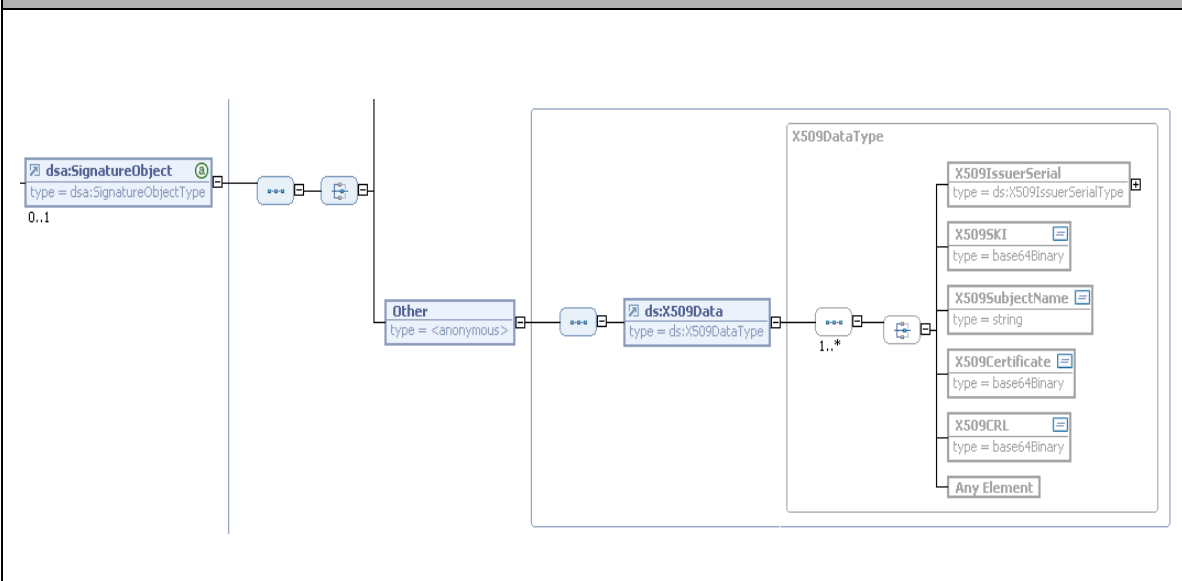 X509DataType
dsa:SignatureObject
type = dsa:SignatureObjectType
0..1
Other
type = <anonymous>
ds:X509Data
type = ds:X509DataType
1..*
X509IssuerSerial
type = ds:X509IssuerSerialType
X509SKI
type = base64Binary
X509SubjectName
type = string
X509Certificate
type = base64Binary
X509CRL
type = base64Binary
Any Element